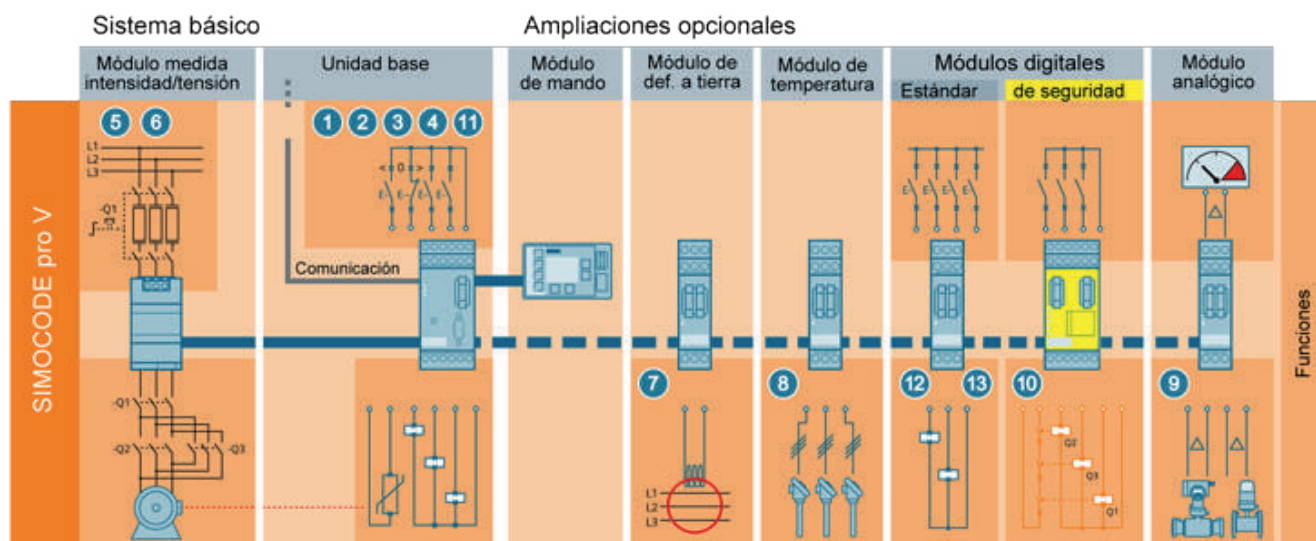 Sistema básico
Ampliaciones opcionales
Módulo medida
intensidad/tensión
Unidad base
Módulo
de mando
Módulo de
def. a tierra
Módulo de
temperatura
Módulos digitales
Estándar
de seguridad
Módulo
analógico
SIMOCODE pro V
5 6
1 2 3 4 11
L1
L2
L3
-Q1
< 0 >
E-
E-
E-
Comunicación
Funciones
7
8
12 13
10
9
-Q1
-Q2
-Q3
L1
L2
L3
Q2
Q3
Q1